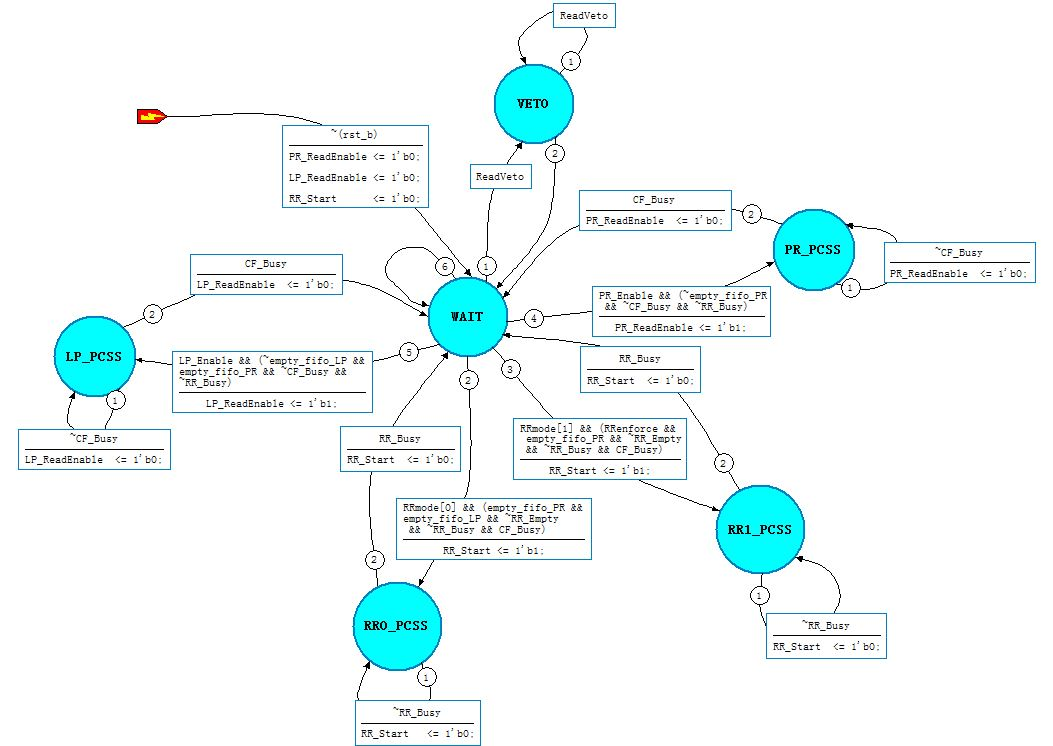 ReadVeto
1
VETO
2
ReadVeto
1
~(rst_b)
PR_ReadEnable <= 1'b0;
LP_ReadEnable <= 1'b0;
RR_Start <= 1'b0;
CF_Busy
PR_ReadEnable <= 1'b0;
2
PR_PCSS
~CF_Busy
PR_ReadEnable <= 1'b0;
1
CF_Busy
LP_ReadEnable <= 1'b0;
2
6
WAIT
4
PR_Enable && (~empty_fifo_PR
&& ~CF_Busy && ~RR_Busy)
PR_ReadEnable <= 1'b1;
LP_PCSS
1
~CF_Busy
LP_ReadEnable <= 1'b0;
LP_Enable && (~empty_fifo_LP &&
empty_fifo_PR && ~CF_Busy &&
~RR_Busy)
LP_ReadEnable <= 1'b1;
5
2
3
RR_Busy
RR_Start <= 1'b0;
RR_Busy
RR_Start <= 1'b0;
RRmode[1] && (RRenforce &&
empty_fifo_PR && ~RR_Empty
&& ~RR_Busy && CF_Busy)
RR_Start <= 1'b1;
2
RRmode[0] && (empty_fifo_PR &&
empty_fifo_LP && ~RR_Empty
&& ~RR_Busy && CF_Busy)
RR_Start <= 1'b1;
RR1_PCSS
2
1
~RR_Busy
RR_Start <= 1'b0;
RR0_PCSS
1
~RR_Busy
RR_Start <= 1'b0;